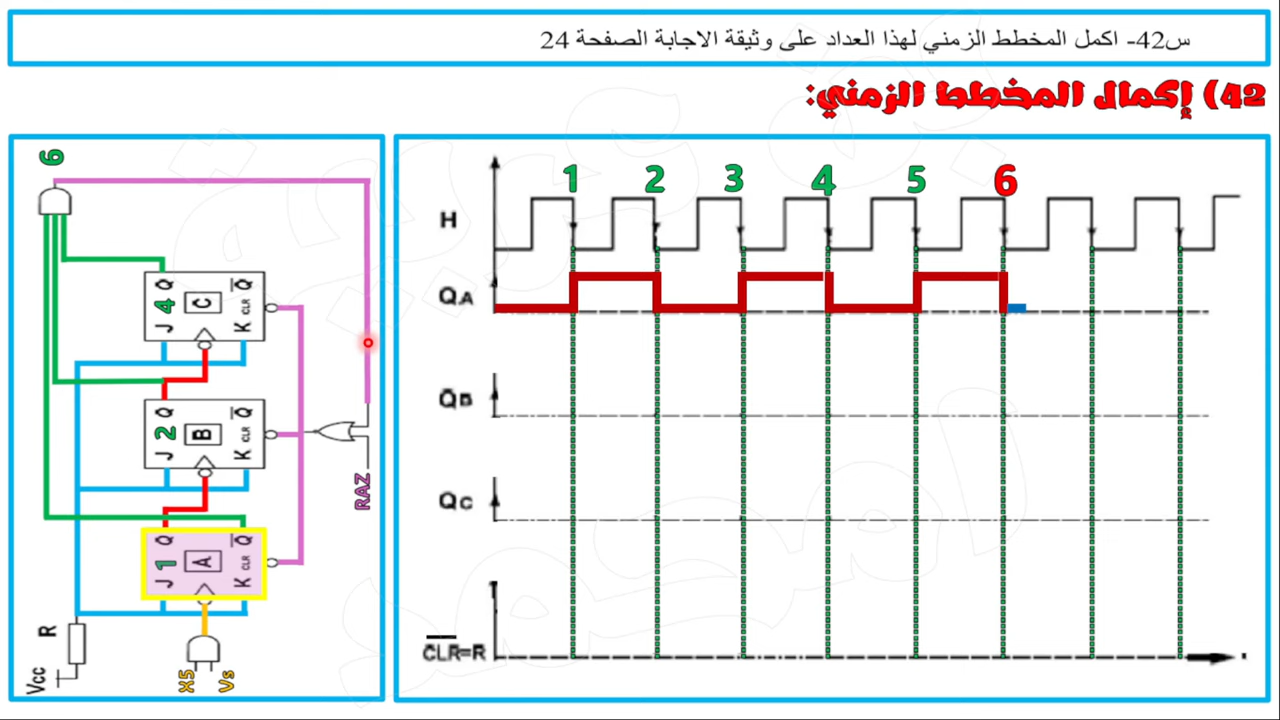 س42- اكمل المخطط الزمني لهذا العداد على وثيقة الاجابة الصفحة 24
42) إكمال المخطط الزمني:
6
Q Q̅
4 C
J K CLR
Q Q̅
2 B
J K CLR
Q Q̅
1 A
J K CLR
RAZ
R
Vcc
X5
Vs
1 2 3 4 5 6
H
QA
QB
QC
C̅L̅R̅=R